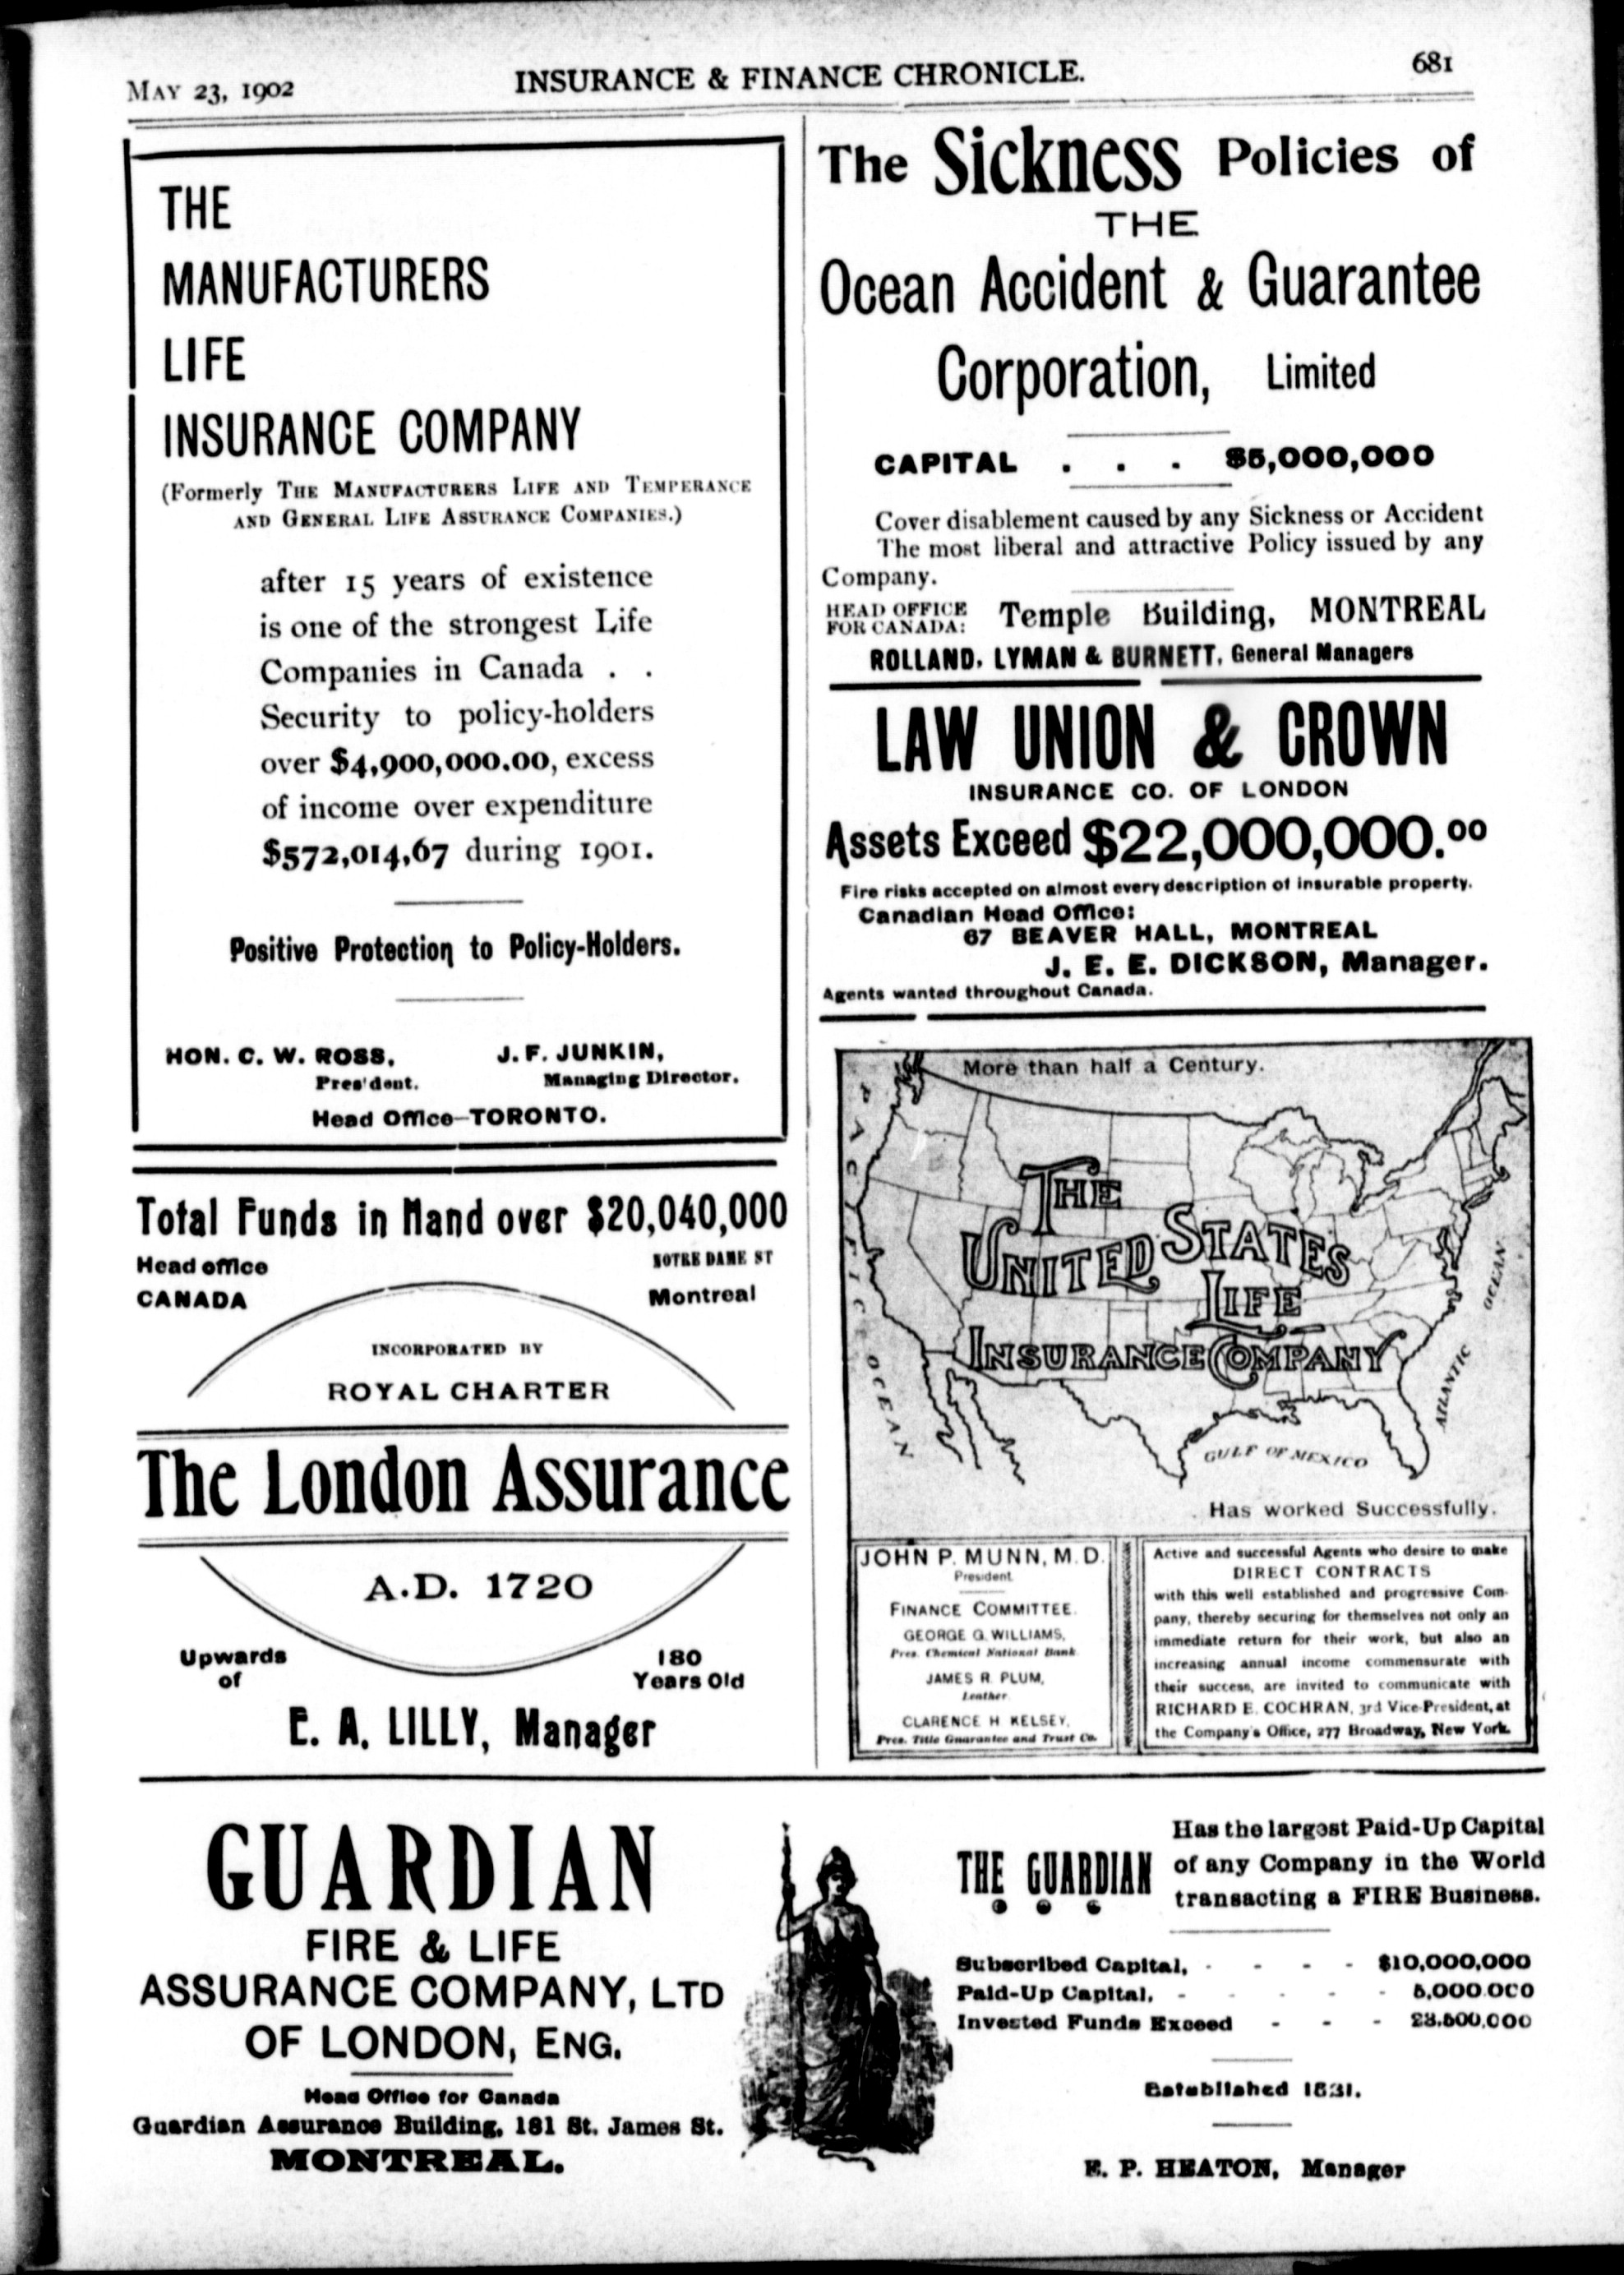 MAY 23, 1902
INSURANCE & FINANCE CHRONICLE.
681
THE
MANUFACTURERS
LIFE
INSURANCE COMPANY
(Formerly THE MANUFACTURERS LIFE AND TEMPERANCE
AND GENERAL LIFE ASSURANCE COMPANIES.)
after 15 years of existence
is one of the strongest Life
Companies in Canada . .
Security to policy-holders
over $4,900,000.00, excess
of income over expenditure
$572,014,67 during 1901.
Positive Protection to Policy-Holders.
HON. C. W. ROSS,
President.
J. F. JUNKIN,
Managing Director.
Head Office—TORONTO.
Total Funds in Hand over $20,040,000
Head office
CANADA
NOTRE DAME ST
Montreal
INCORPORATED BY
ROYAL CHARTER
The London Assurance
A.D. 1720
Upwards
of
180
Years Old
E. A. LILLY, Manager
The Sickness Policies of
THE
Ocean Accident & Guarantee
Corporation, Limited
CAPITAL . . . $5,000,000
Cover disablement caused by any Sickness or Accident
The most liberal and attractive Policy issued by any
Company.
HEAD OFFICE
FOR CANADA:
Temple Building, MONTREAL
ROLLAND, LYMAN & BURNETT, General Managers
LAW UNION & CROWN
INSURANCE CO. OF LONDON
Assets Exceed $22,000,000.00
Fire risks accepted on almost every description of insurable property.
Canadian Head Office:
67 BEAVER HALL, MONTREAL
J. E. E. DICKSON, Manager.
Agents wanted throughout Canada.
More than half a Century.
PACIFIC OCEAN
THE
UNITED STATES
LIFE
INSURANCE COMPANY
ATLANTIC OCEAN
GULF OF MEXICO
Has worked Successfully.
JOHN P. MUNN, M. D.
President.
FINANCE COMMITTEE.
GEORGE G. WILLIAMS,
Pres. Chemical National Bank.
JAMES R. PLUM,
Leather.
CLARENCE H KELSEY,
Pres. Title Guarantee and Trust Co.
Active and successful Agents who desire to make
DIRECT CONTRACTS
with this well established and progressive Com-
pany, thereby securing for themselves not only an
immediate return for their work, but also an
increasing annual income commensurate with
their success, are invited to communicate with
RICHARD E. COCHRAN, 3rd Vice-President, at
the Company's Office, 277 Broadway, New York.
GUARDIAN
FIRE & LIFE
ASSURANCE COMPANY, LTD
OF LONDON, ENG.
Head Office for Canada
Guardian Assurance Building, 181 St. James St.
MONTREAL.
THE GUARDIAN
Has the largest Paid-Up Capital
of any Company in the World
transacting a FIRE Business.
Subscribed Capital, - - - - - $10,000,000
Paid-Up Capital, - - - - - - 5,000,000
Invested Funds Exceed - - - 23,500,000
Established 1821.
E. P. HEATON, Manager